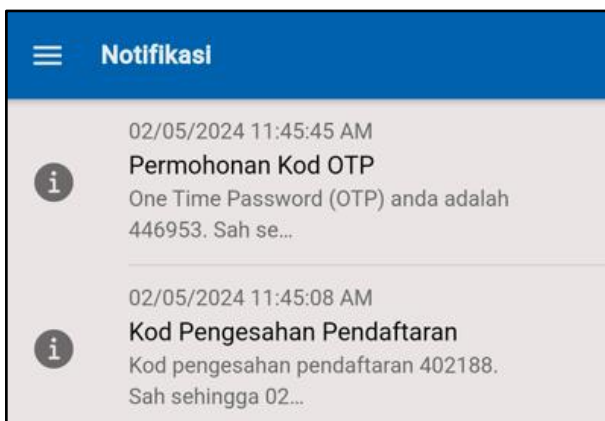 Notifikasi
02/05/2024 11:45:45 AM
Permohonan Kod OTP
One Time Password (OTP) anda adalah
446953. Sah se...
02/05/2024 11:45:08 AM
Kod Pengesahan Pendaftaran
Kod pengesahan pendaftaran 402188.
Sah sehingga 02...